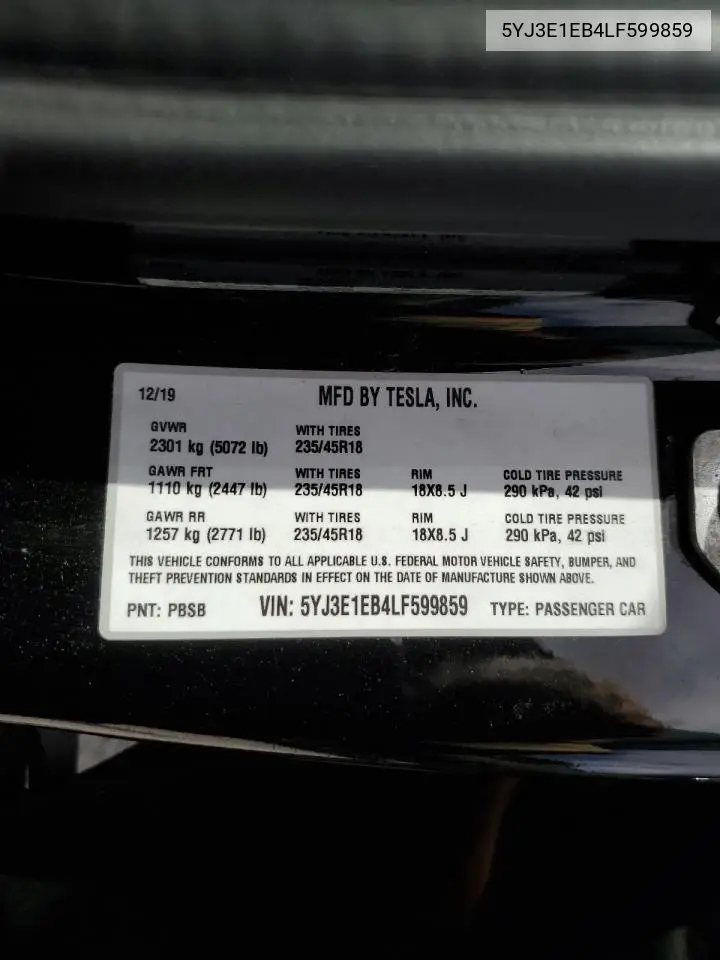 5YJ3E1EB4LF599859
12/19 MFD BY TESLA, INC.
GVWR WITH TIRES
2301 kg (5072 lb) 235/45R18
GAWR FRT WITH TIRES RIM COLD TIRE PRESSURE
1110 kg (2447 lb) 235/45R18 18X8.5 J 290 kPa, 42 psi
GAWR RR WITH TIRES RIM COLD TIRE PRESSURE
1257 kg (2771 lb) 235/45R18 18X8.5 J 290 kPa, 42 psi
THIS VEHICLE CONFORMS TO ALL APPLICABLE U.S. FEDERAL MOTOR VEHICLE SAFETY, BUMPER, AND
THEFT PREVENTION STANDARDS IN EFFECT ON THE DATE OF MANUFACTURE SHOWN ABOVE.
PNT: PBSB VIN: 5YJ3E1EB4LF599859 TYPE: PASSENGER CAR